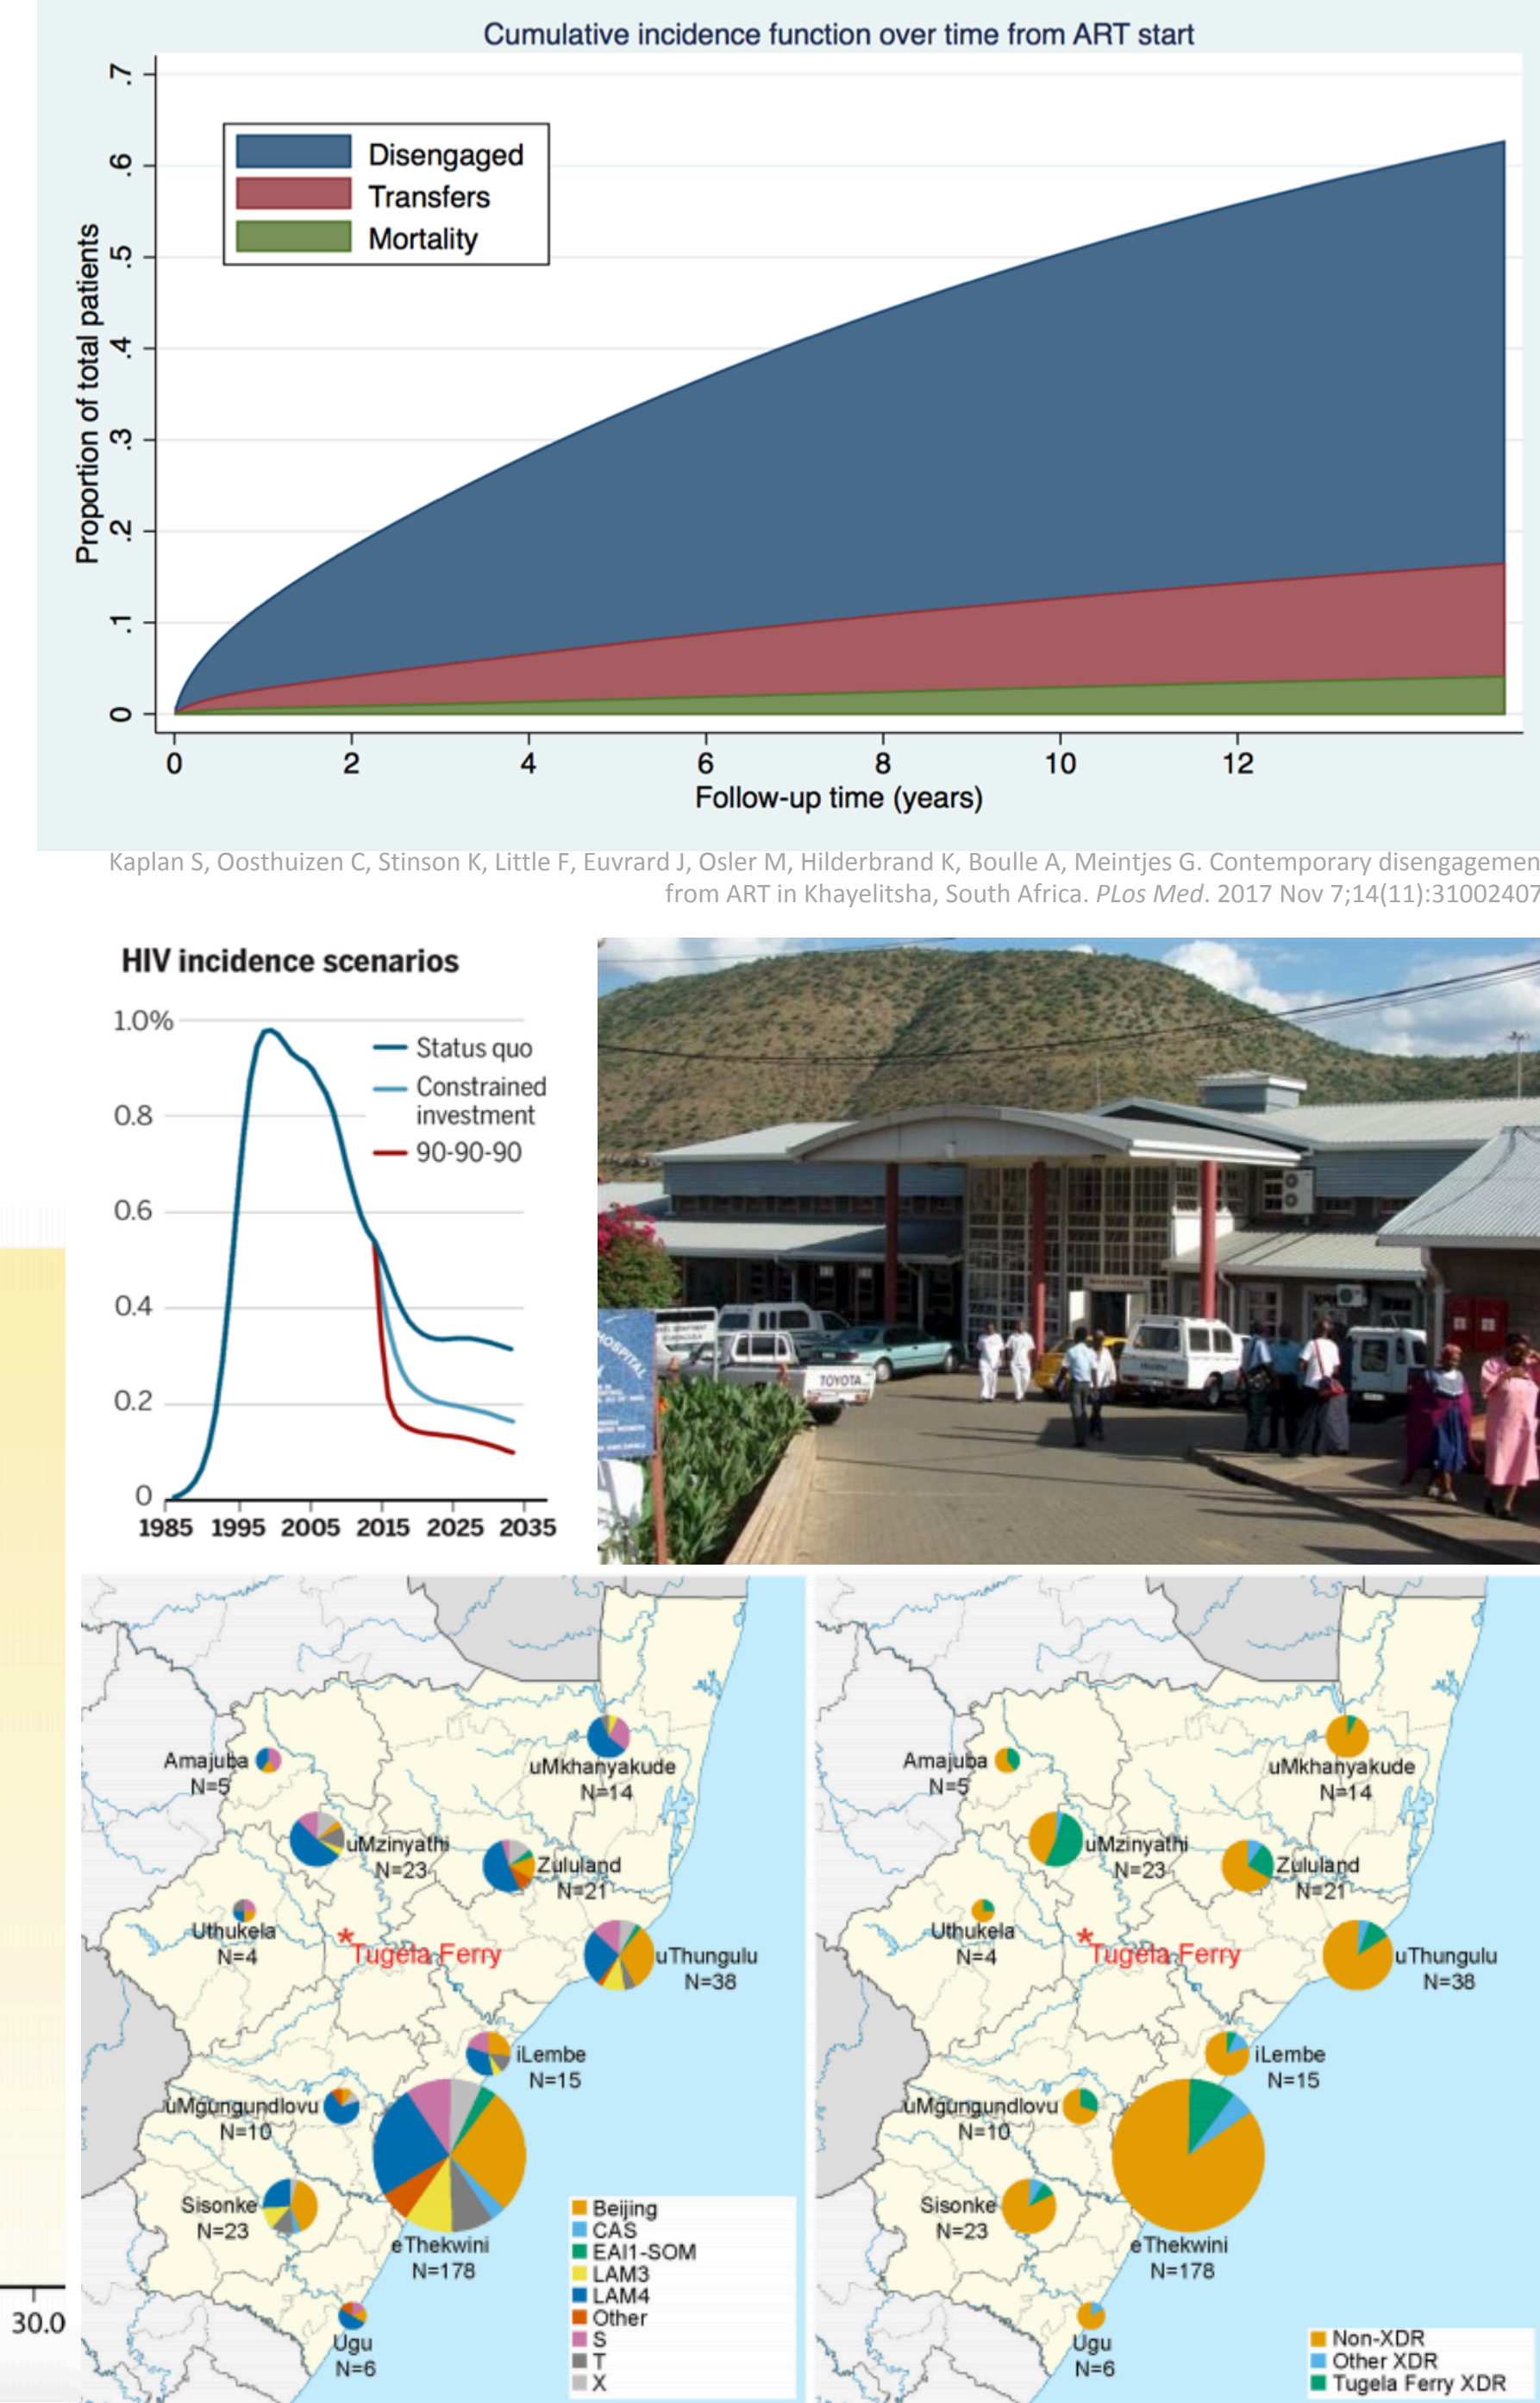 Cumulative incidence function over time from ART start
.7
.6
.5
.4
.3
.2
.1
0
Proportion of total patients
Disengaged
Transfers
Mortality
0 2 4 6 8 10 12
Follow-up time (years)
Kaplan S, Oosthuizen C, Stinson K, Little F, Euvrard J, Osler M, Hilderbrand K, Boulle A, Meintjes G. Contemporary disengagemen
from ART in Khayelitsha, South Africa. PLos Med. 2017 Nov 7;14(11):31002407
HIV incidence scenarios
1.0%
0.8
0.6
0.4
0.2
0
Status quo
Constrained
investment
90-90-90
1985 1995 2005 2015 2025 2035
HOSPITAL
TOYOTA
30.0
Amajuba
N=5
uMkhanyakude
N=14
uMzinyathi
N=23
Zululand
N=21
Uthukela
N=4
*
Tugela Ferry
uThungulu
N=38
iLembe
N=15
uMgungundlovu
N=10
Sisonke
N=23
eThekwini
N=178
Ugu
N=6
Beijing
CAS
EAI1-SOM
LAM3
LAM4
Other
S
T
X
Amajuba
N=5
uMkhanyakude
N=14
uMzinyathi
N=23
Zululand
N=21
Uthukela
N=4
*
Tugela Ferry
uThungulu
N=38
iLembe
N=15
uMgungundlovu
N=10
Sisonke
N=23
eThekwini
N=178
Ugu
N=6
Non-XDR
Other XDR
Tugela Ferry XDR